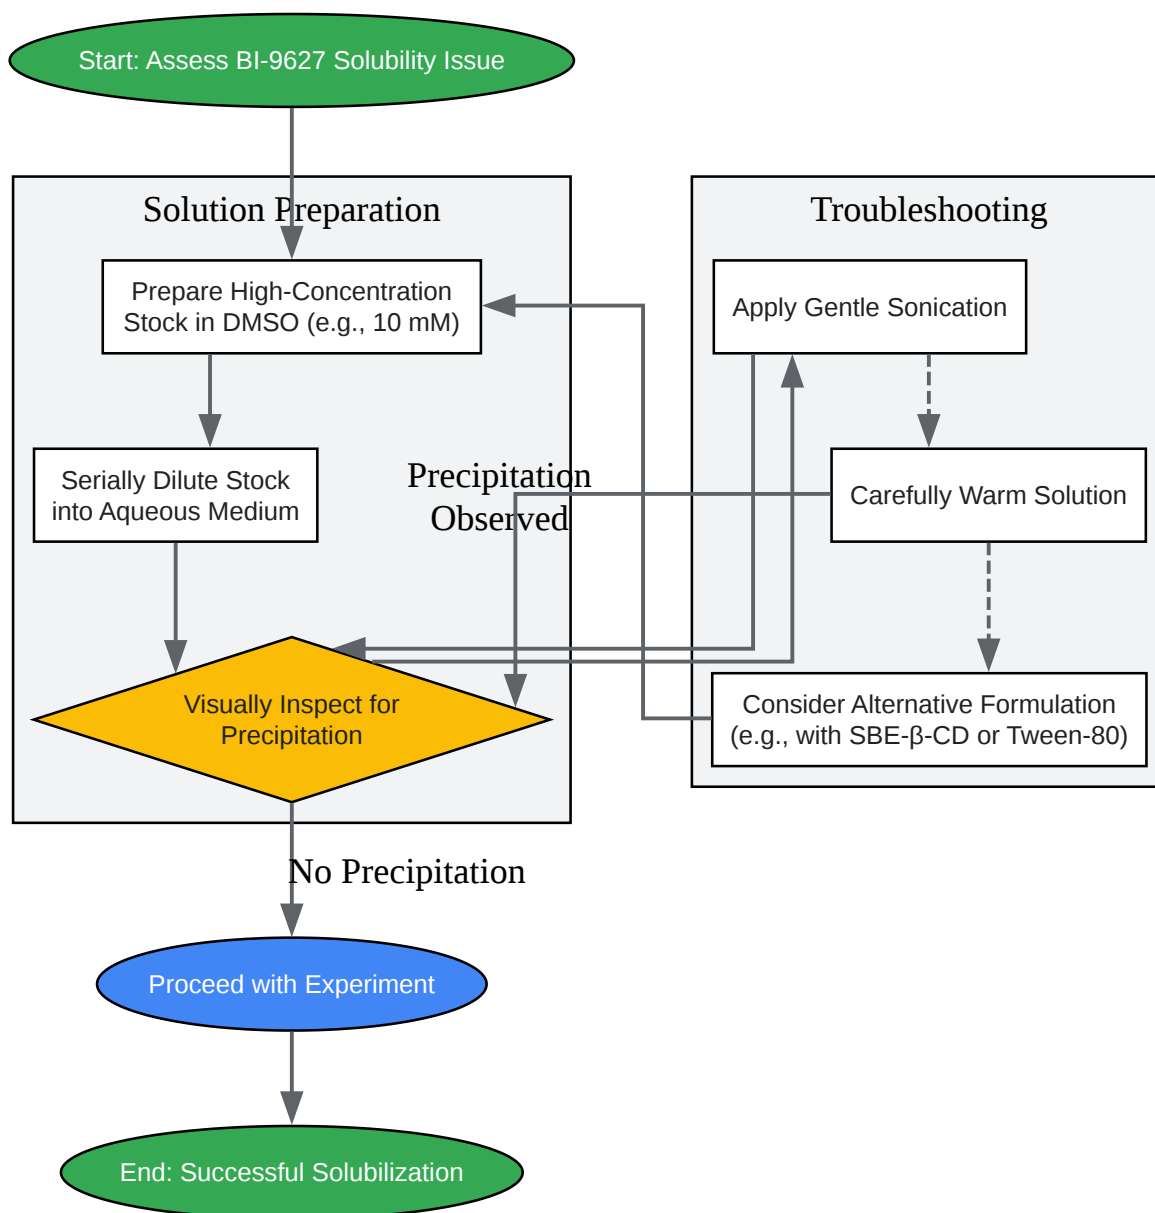 Start: Assess BI-9627 Solubility Issue
Solution Preparation
Prepare High-Concentration
Stock in DMSO (e.g., 10 mM)
Serially Dilute Stock
into Aqueous Medium
Precipitation
Observed
Visually Inspect for
Precipitation
Troubleshooting
Apply Gentle Sonication
Carefully Warm Solution
Consider Alternative Formulation
(e.g., with SBE-β-CD or Tween-80)
No Precipitation
Proceed with Experiment
End: Successful Solubilization